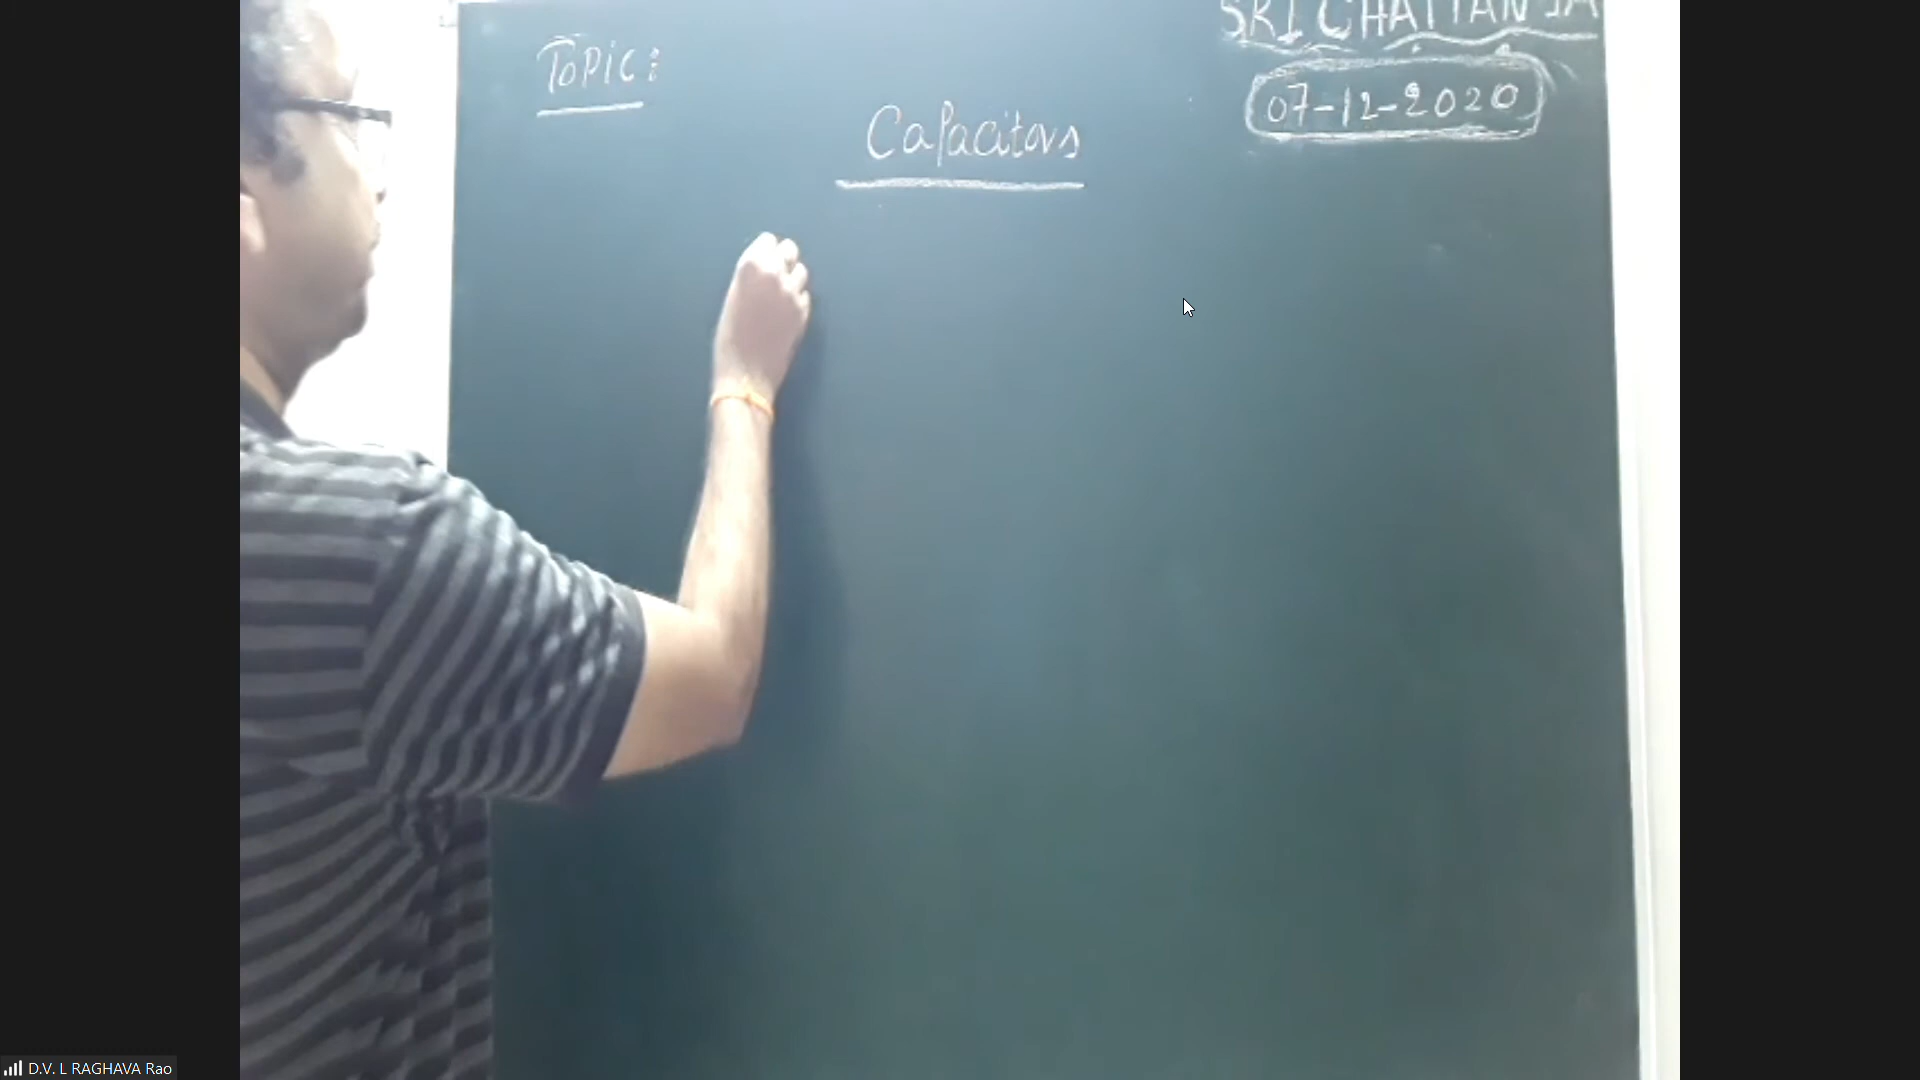 SRI CHAITANYA
TOPIC:
07-12-2020
Capacitors
D.V. L RAGHAVA Rao